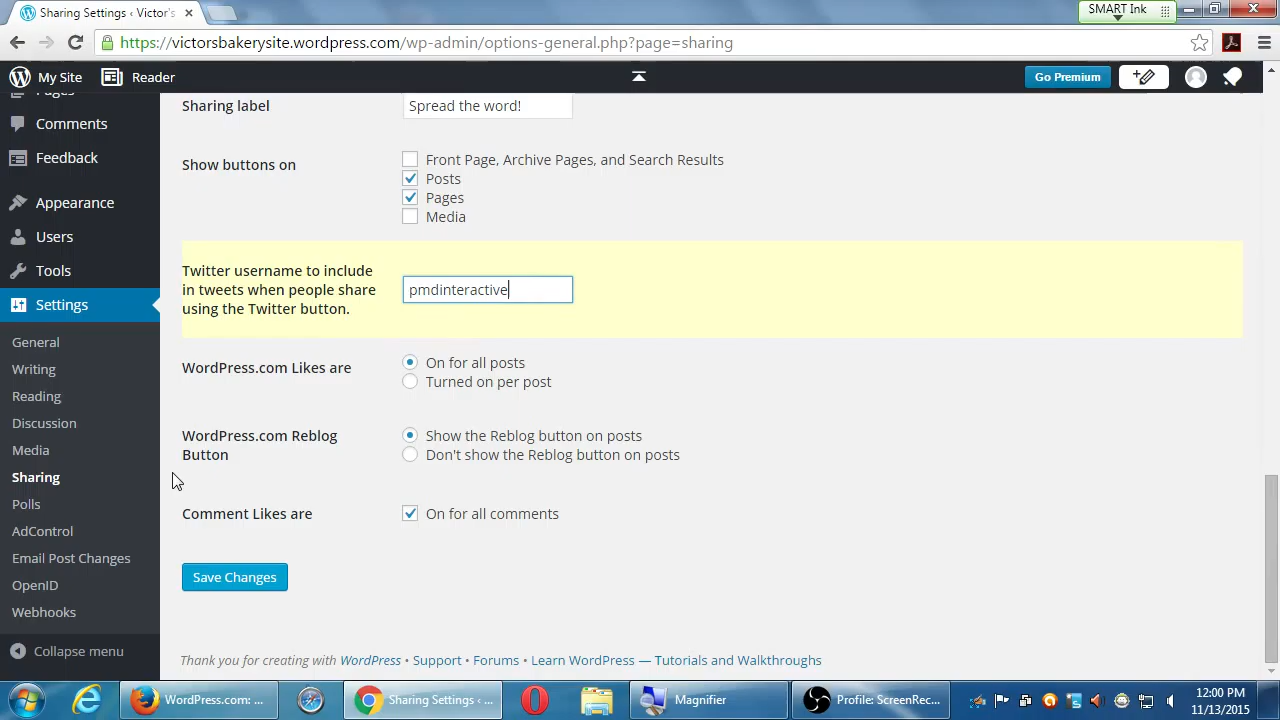 Sharing Settings ‹ Victor's
SMART Ink
https://victorsbakerysite.wordpress.com/wp-admin/options-general.php?page=sharing
My Site
Reader
Go Premium
Pages
Comments
Feedback
Appearance
Users
Tools
Settings
General
Writing
Reading
Discussion
Media
Sharing
Polls
AdControl
Email Post Changes
OpenID
Webhooks
Collapse menu
Sharing label
Spread the word!
Show buttons on
Front Page, Archive Pages, and Search Results
Posts
Pages
Media
Twitter username to include
in tweets when people share
using the Twitter button.
pmdinteractive
WordPress.com Likes are
On for all posts
Turned on per post
WordPress.com Reblog
Button
Show the Reblog button on posts
Don't show the Reblog button on posts
Comment Likes are
On for all comments
Save Changes
Thank you for creating with WordPress • Support • Forums • Learn WordPress — Tutorials and Walkthroughs
WordPress.com: ...
Sharing Settings ‹ ...
Magnifier
Profile: ScreenRec...
12:00 PM
11/13/2015